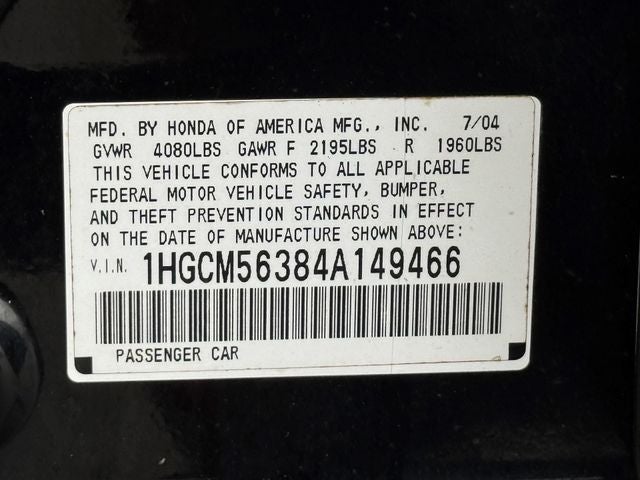 MFD. BY HONDA OF AMERICA MFG., INC. 7/04
GVWR 4080LBS GAWR F 2195LBS R 1960LBS
THIS VEHICLE CONFORMS TO ALL APPLICABLE
FEDERAL MOTOR VEHICLE SAFETY, BUMPER,
AND THEFT PREVENTION STANDARDS IN EFFECT
ON THE DATE OF MANUFACTURE SHOWN ABOVE:
V.I.N. 1HGCM56384A149466
PASSENGER CAR